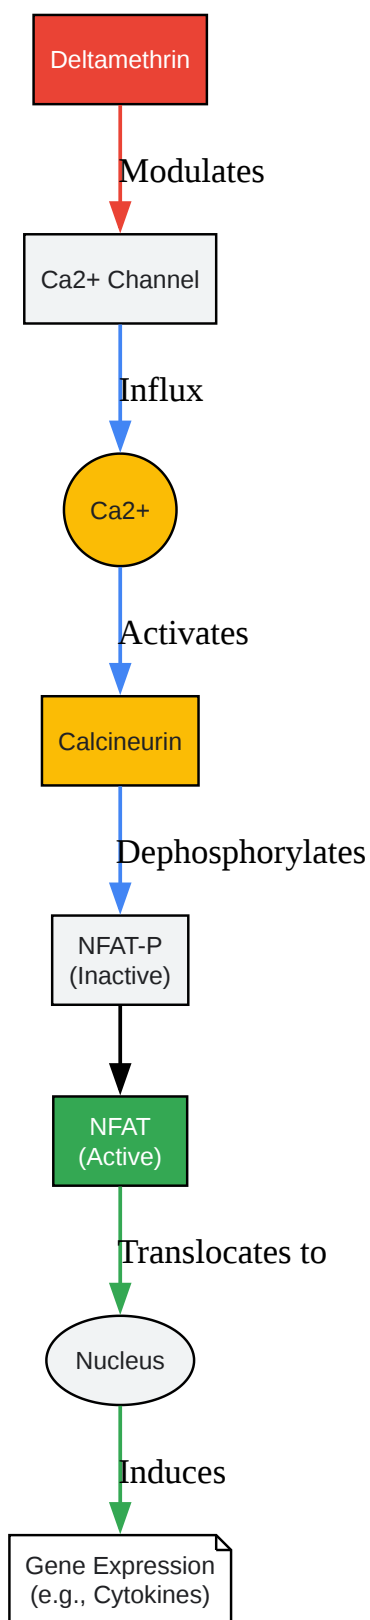 Deltamethrin
Modulates
Ca2+ Channel
Influx
Ca2+
Activates
Calcineurin
Dephosphorylates
NFAT-P
(Inactive)
NFAT
(Active)
Translocates to
Nucleus
Induces
Gene Expression
(e.g., Cytokines)